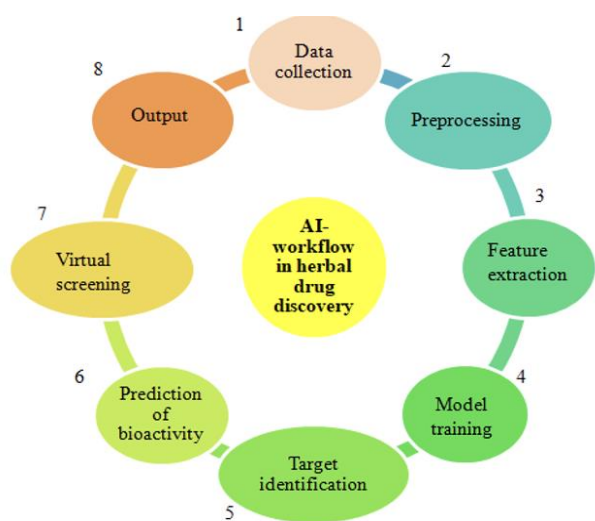 1
Data
collection
2
Preprocessing
3
Feature
extraction
4
Model
training
5
Target
identification
6
Prediction
of
bioactivity
7
Virtual
screening
8
Output
AI-
workflow
in herbal
drug
discovery